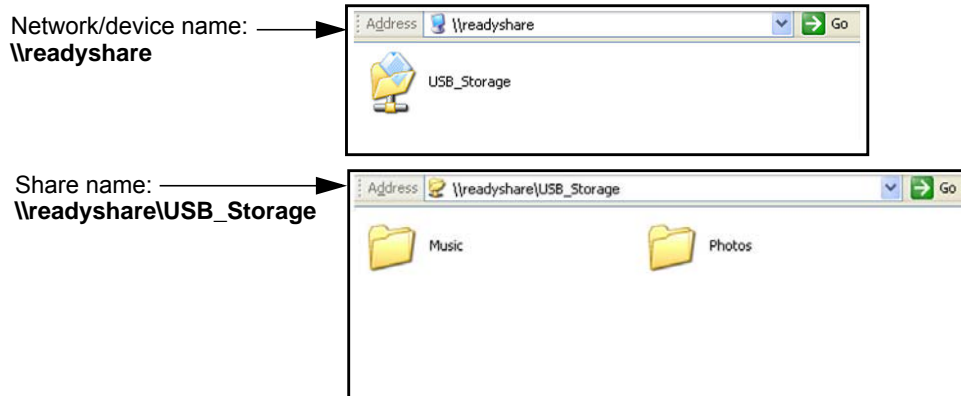 Network/device name:
\\readyshare
Address \\readyshare Go
USB_Storage
Share name:
\\readyshare\USB_Storage
Address \\readyshare\USB_Storage Go
Music Photos